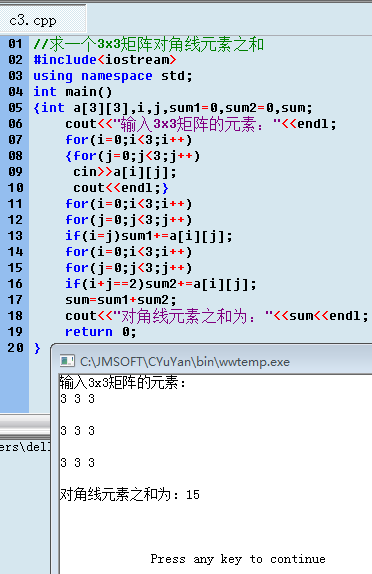 c3.cpp
01 //求一个3x3矩阵对角线元素之和
02 #include<iostream>
03 using namespace std;
04 int main()
05 {int a[3][3],i,j,sum1=0,sum2=0,sum;
06 cout<<"输入3x3矩阵的元素："<<endl;
07 for(i=0;i<3;i++)
08 {for(j=0;j<3;j++)
09 cin>>a[i][j];
10 cout<<endl;}
11 for(i=0;i<3;i++)
12 for(j=0;j<3;j++)
13 if(i=j)sum1+=a[i][j];
14 for(i=0;i<3;i++)
15 for(j=0;j<3;j++)
16 if(i+j==2)sum2+=a[i][j];
17 sum=sum1+sum2;
18 cout<<"对角线元素之和为："<<sum<<endl;
19 return 0;
20 }
C:\JMSOFT\CYuYan\bin\wwtemp.exe
输入3x3矩阵的元素：
3 3 3
3 3 3
ers\dell
3 3 3
对角线元素之和为：15
Press any key to continue